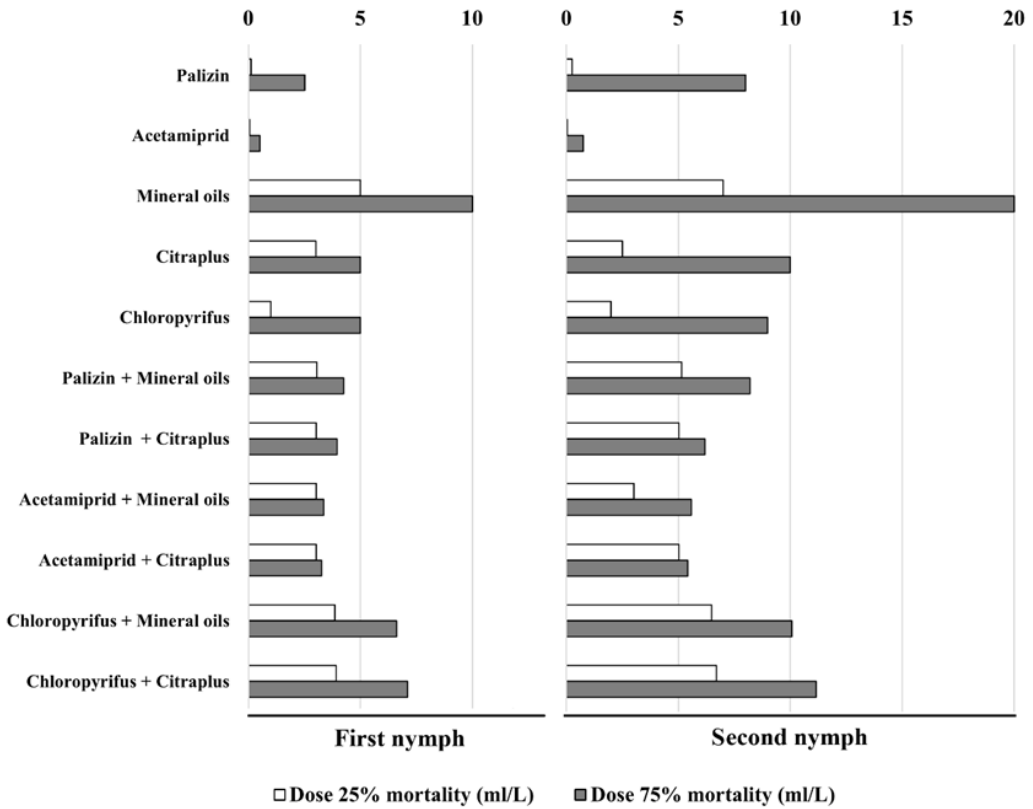 0 5 10 0 5 10 15 20
Palizin
Acetamiprid
Mineral oils
Citraplus
Chloropyrifus
Palizin + Mineral oils
Palizin + Citraplus
Acetamiprid + Mineral oils
Acetamiprid + Citraplus
Chloropyrifus + Mineral oils
Chloropyrifus + Citraplus
First nymph Second nymph
Dose 25% mortality (ml/L) Dose 75% mortality (ml/L)